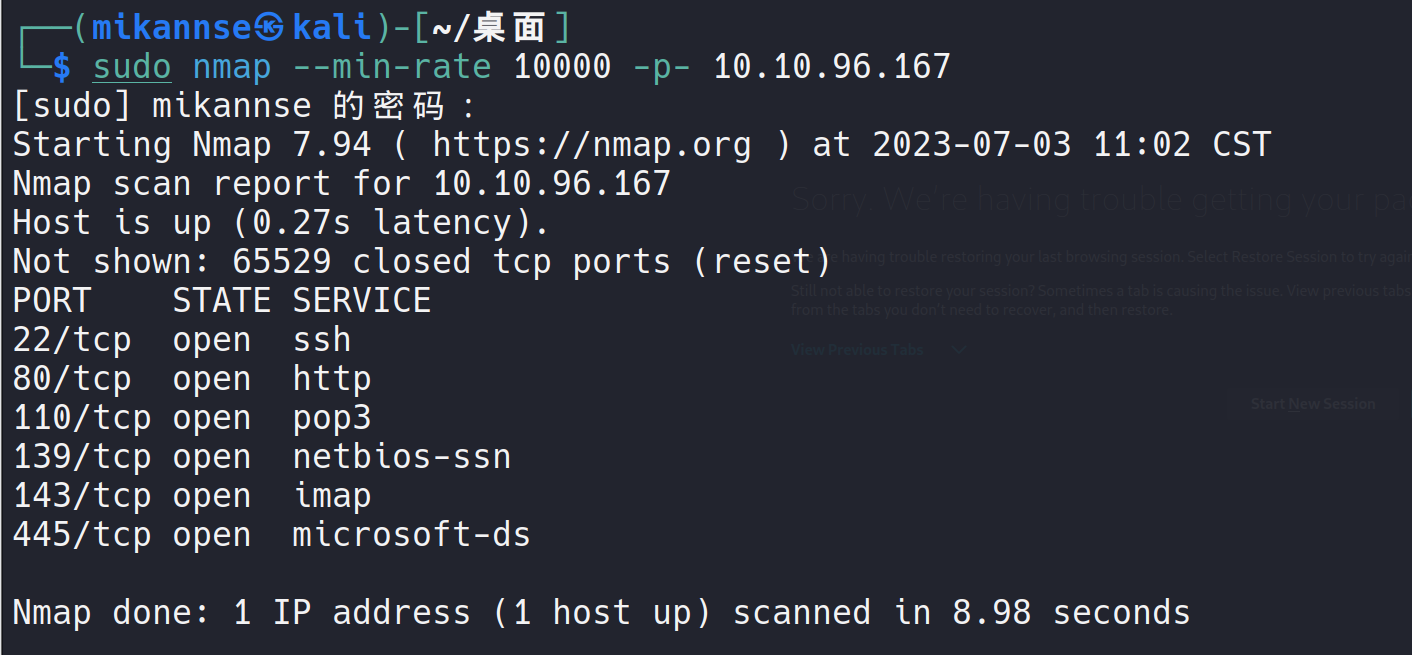 ┌──(mikannse㉿kali)-[~/桌面]
└─$ sudo nmap --min-rate 10000 -p- 10.10.96.167
[sudo] mikannse 的密码：
Starting Nmap 7.94 ( https://nmap.org ) at 2023-07-03 11:02 CST
Nmap scan report for 10.10.96.167
Host is up (0.27s latency).
Not shown: 65529 closed tcp ports (reset)
PORT    STATE SERVICE
22/tcp  open  ssh
80/tcp  open  http
110/tcp open  pop3
139/tcp open  netbios-ssn
143/tcp open  imap
445/tcp open  microsoft-ds
Nmap done: 1 IP address (1 host up) scanned in 8.98 seconds
Sorry. We're having trouble getting your
having trouble restoring your last browsing session. Select Restore Session to try
Still not able to restore your session? Sometimes a tab is causing the issue. View previous tabs
from the tabs you don't need to recover, and then restore.
View Previous Tabs
Start New Session